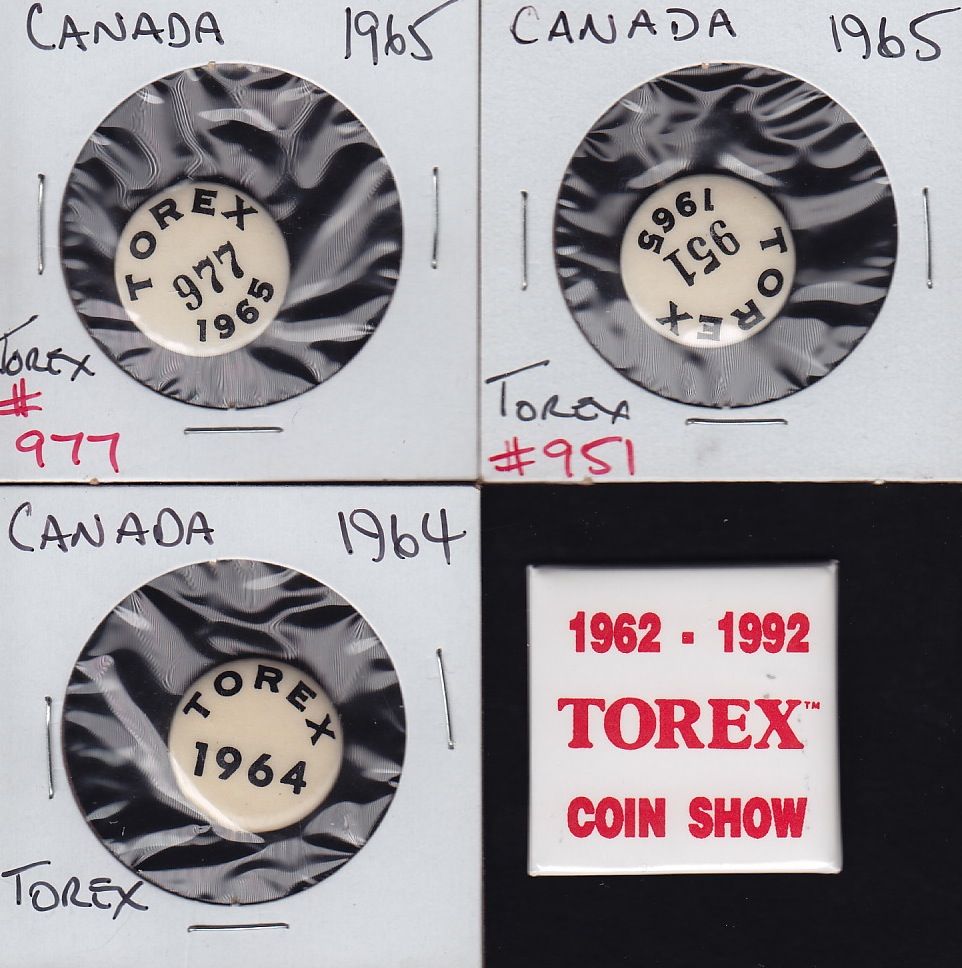 CANADA 1965
TOREX
977
1965
TOREX
#
977
CANADA 1965
1965
951
TOREX
TOREX
#951
CANADA 1964
TOREX
1964
TOREX
1962 - 1992
TOREX™
COIN SHOW